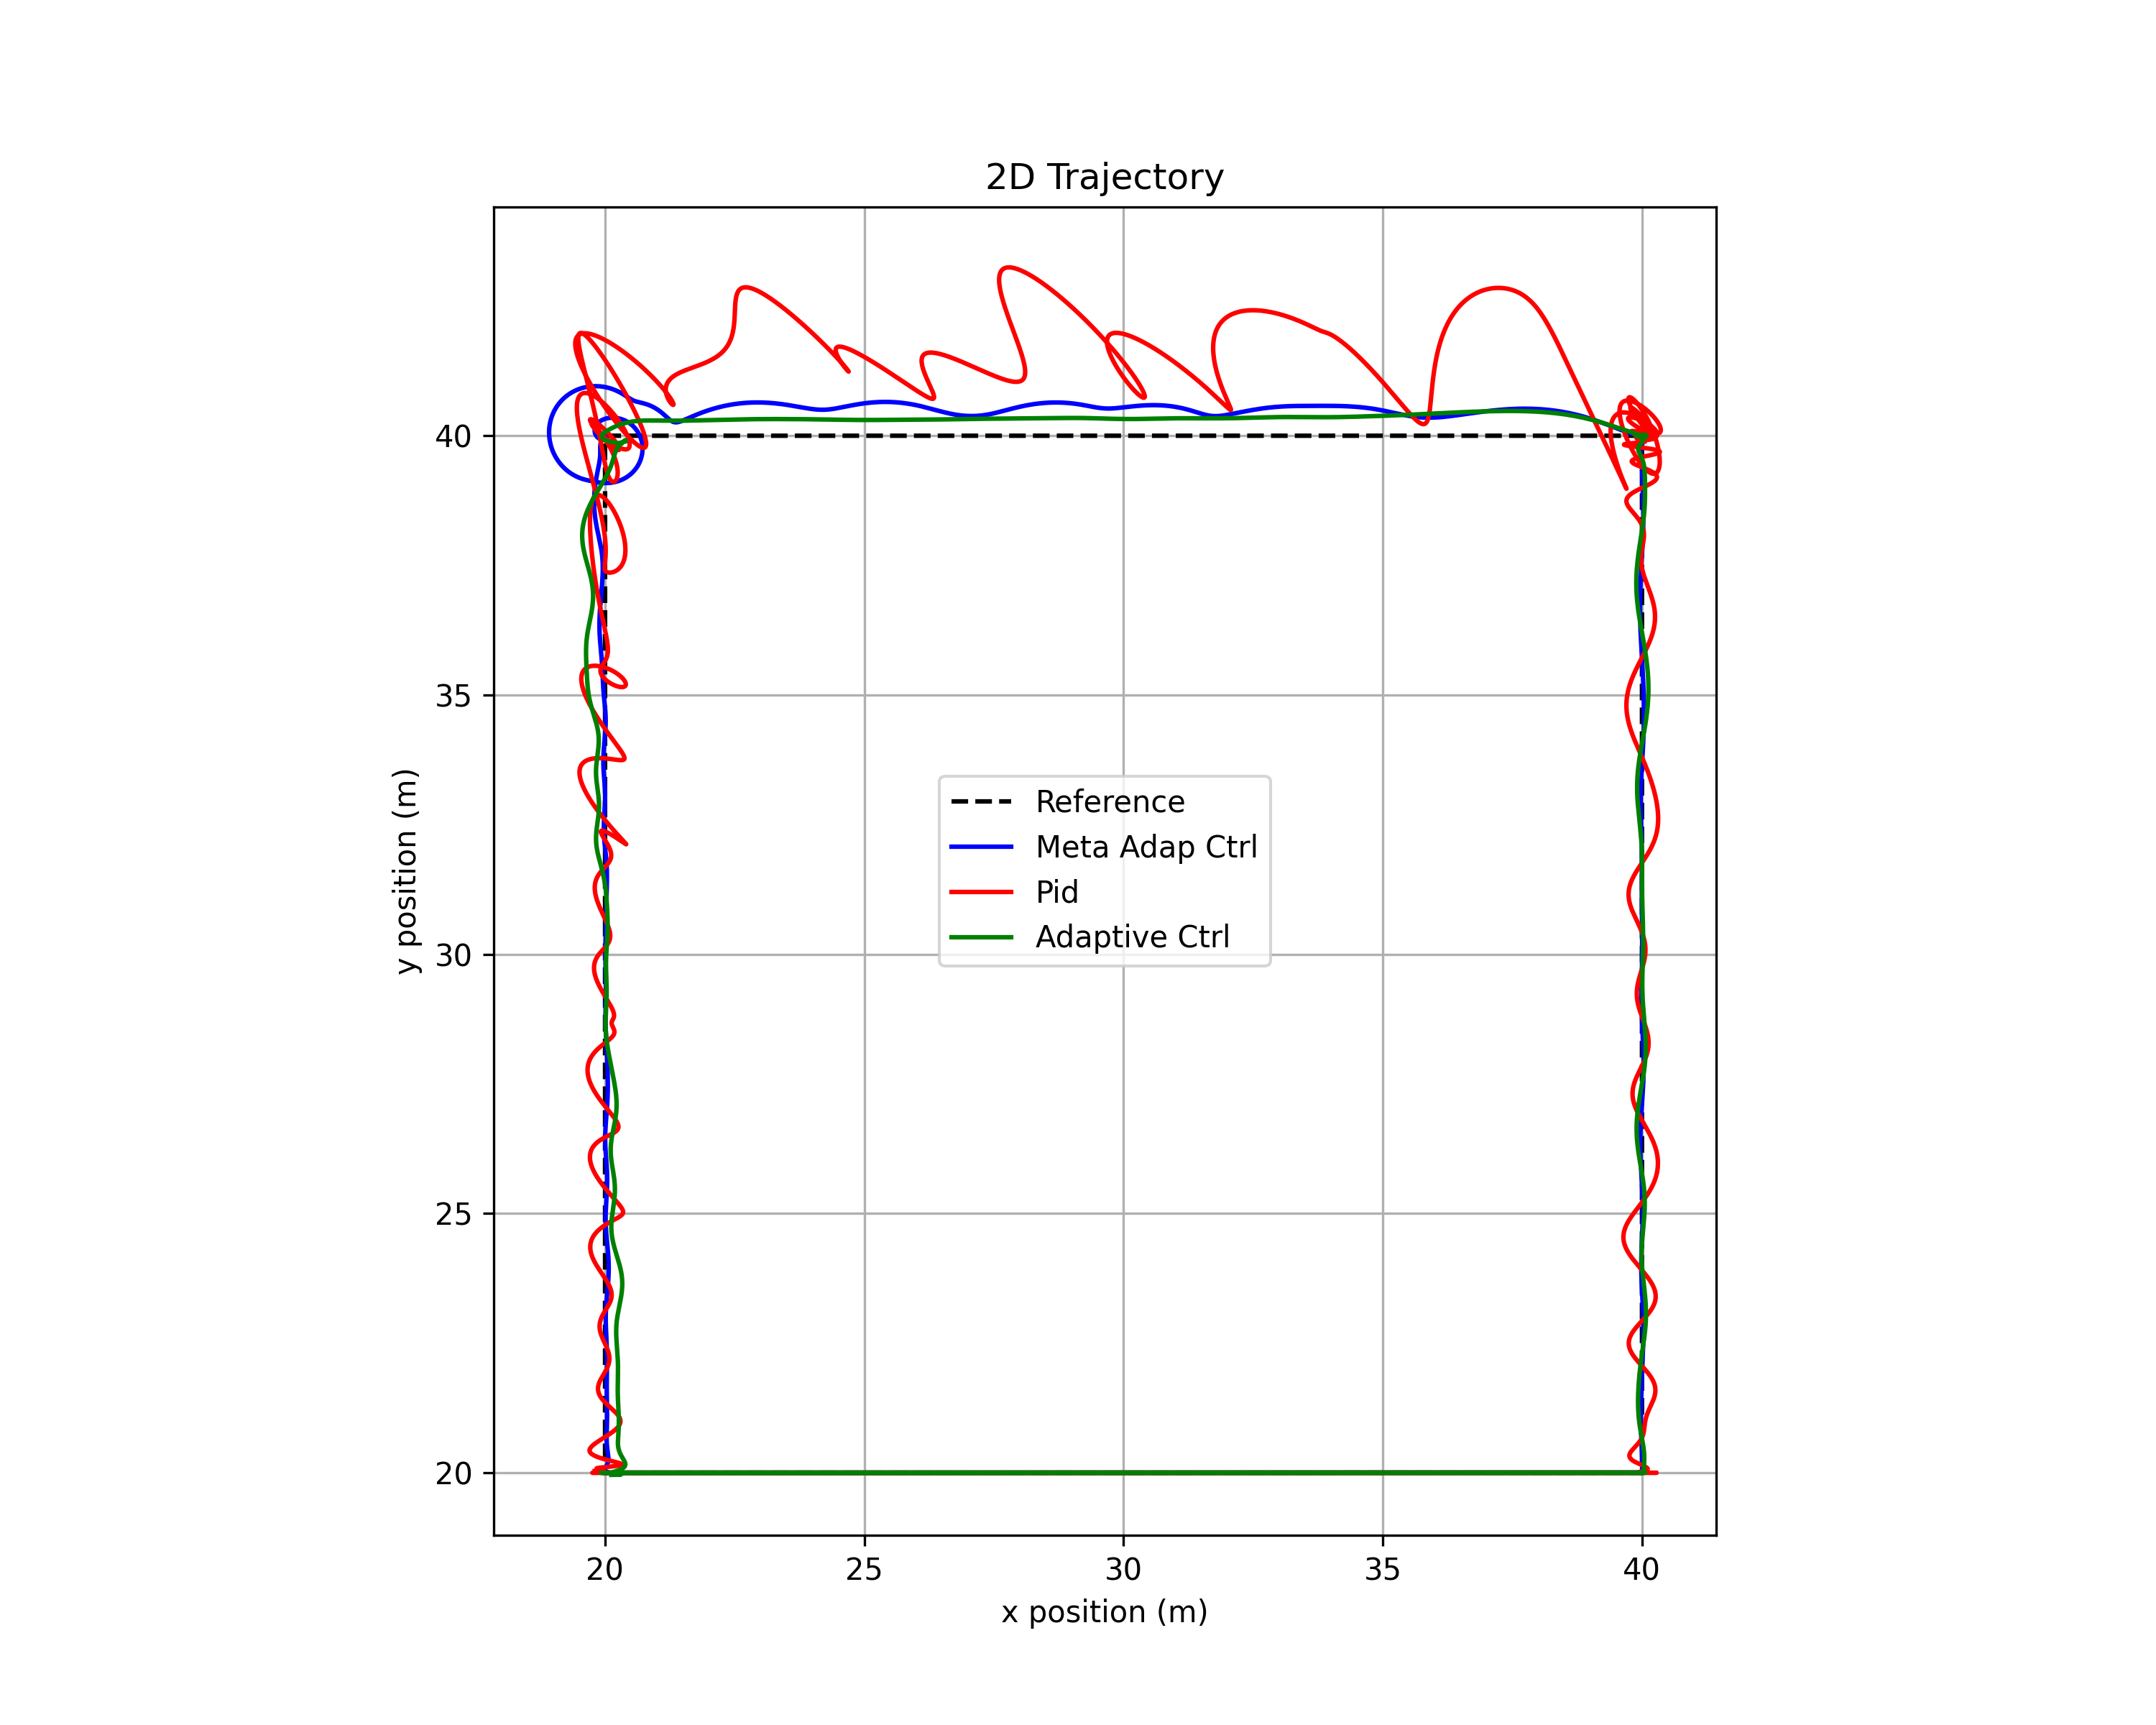 2D Trajectory
y position (m)
40
35
30
25
20
Reference
Meta Adap Ctrl
Pid
Adaptive Ctrl
20 25 30 35 40
x position (m)